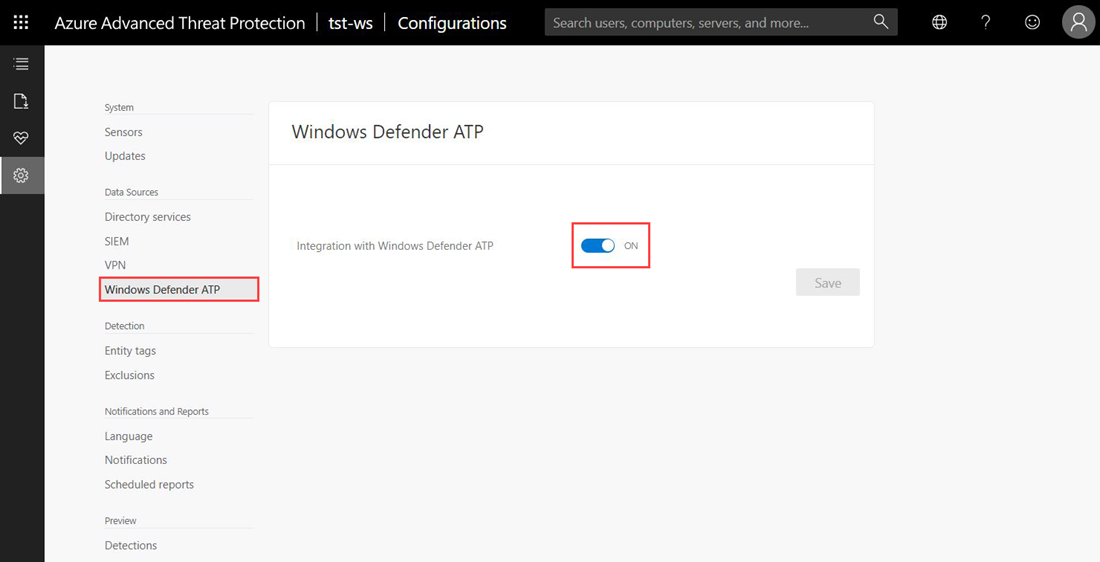 Azure Advanced Threat Protection | tst-ws | Configurations
Search users, computers, servers, and more...
?
System
Sensors
Updates
Data Sources
Directory services
SIEM
VPN
Windows Defender ATP
Detection
Entity tags
Exclusions
Notifications and Reports
Language
Notifications
Scheduled reports
Preview
Detections
Windows Defender ATP
Integration with Windows Defender ATP
ON
Save